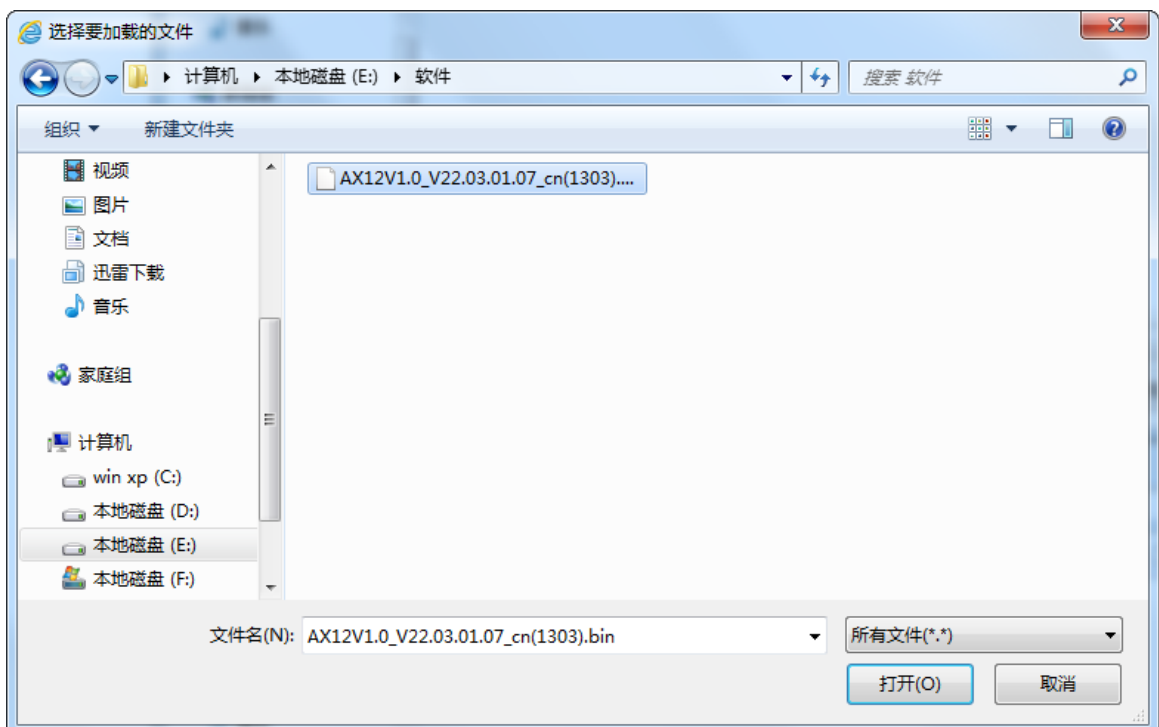 选择要加载的文件
计算机 本地磁盘 (E:) 软件
搜索 软件
组织 新建文件夹
视频
AX12V1.0_V22.03.01.07_cn(1303)....
图片
文档
迅雷下载
音乐
家庭组
计算机
win xp (C:)
本地磁盘 (D:)
本地磁盘 (E:)
本地磁盘 (F:)
文件名(N): AX12V1.0_V22.03.01.07_cn(1303).bin 所有文件(*.*)
打开(O) 取消